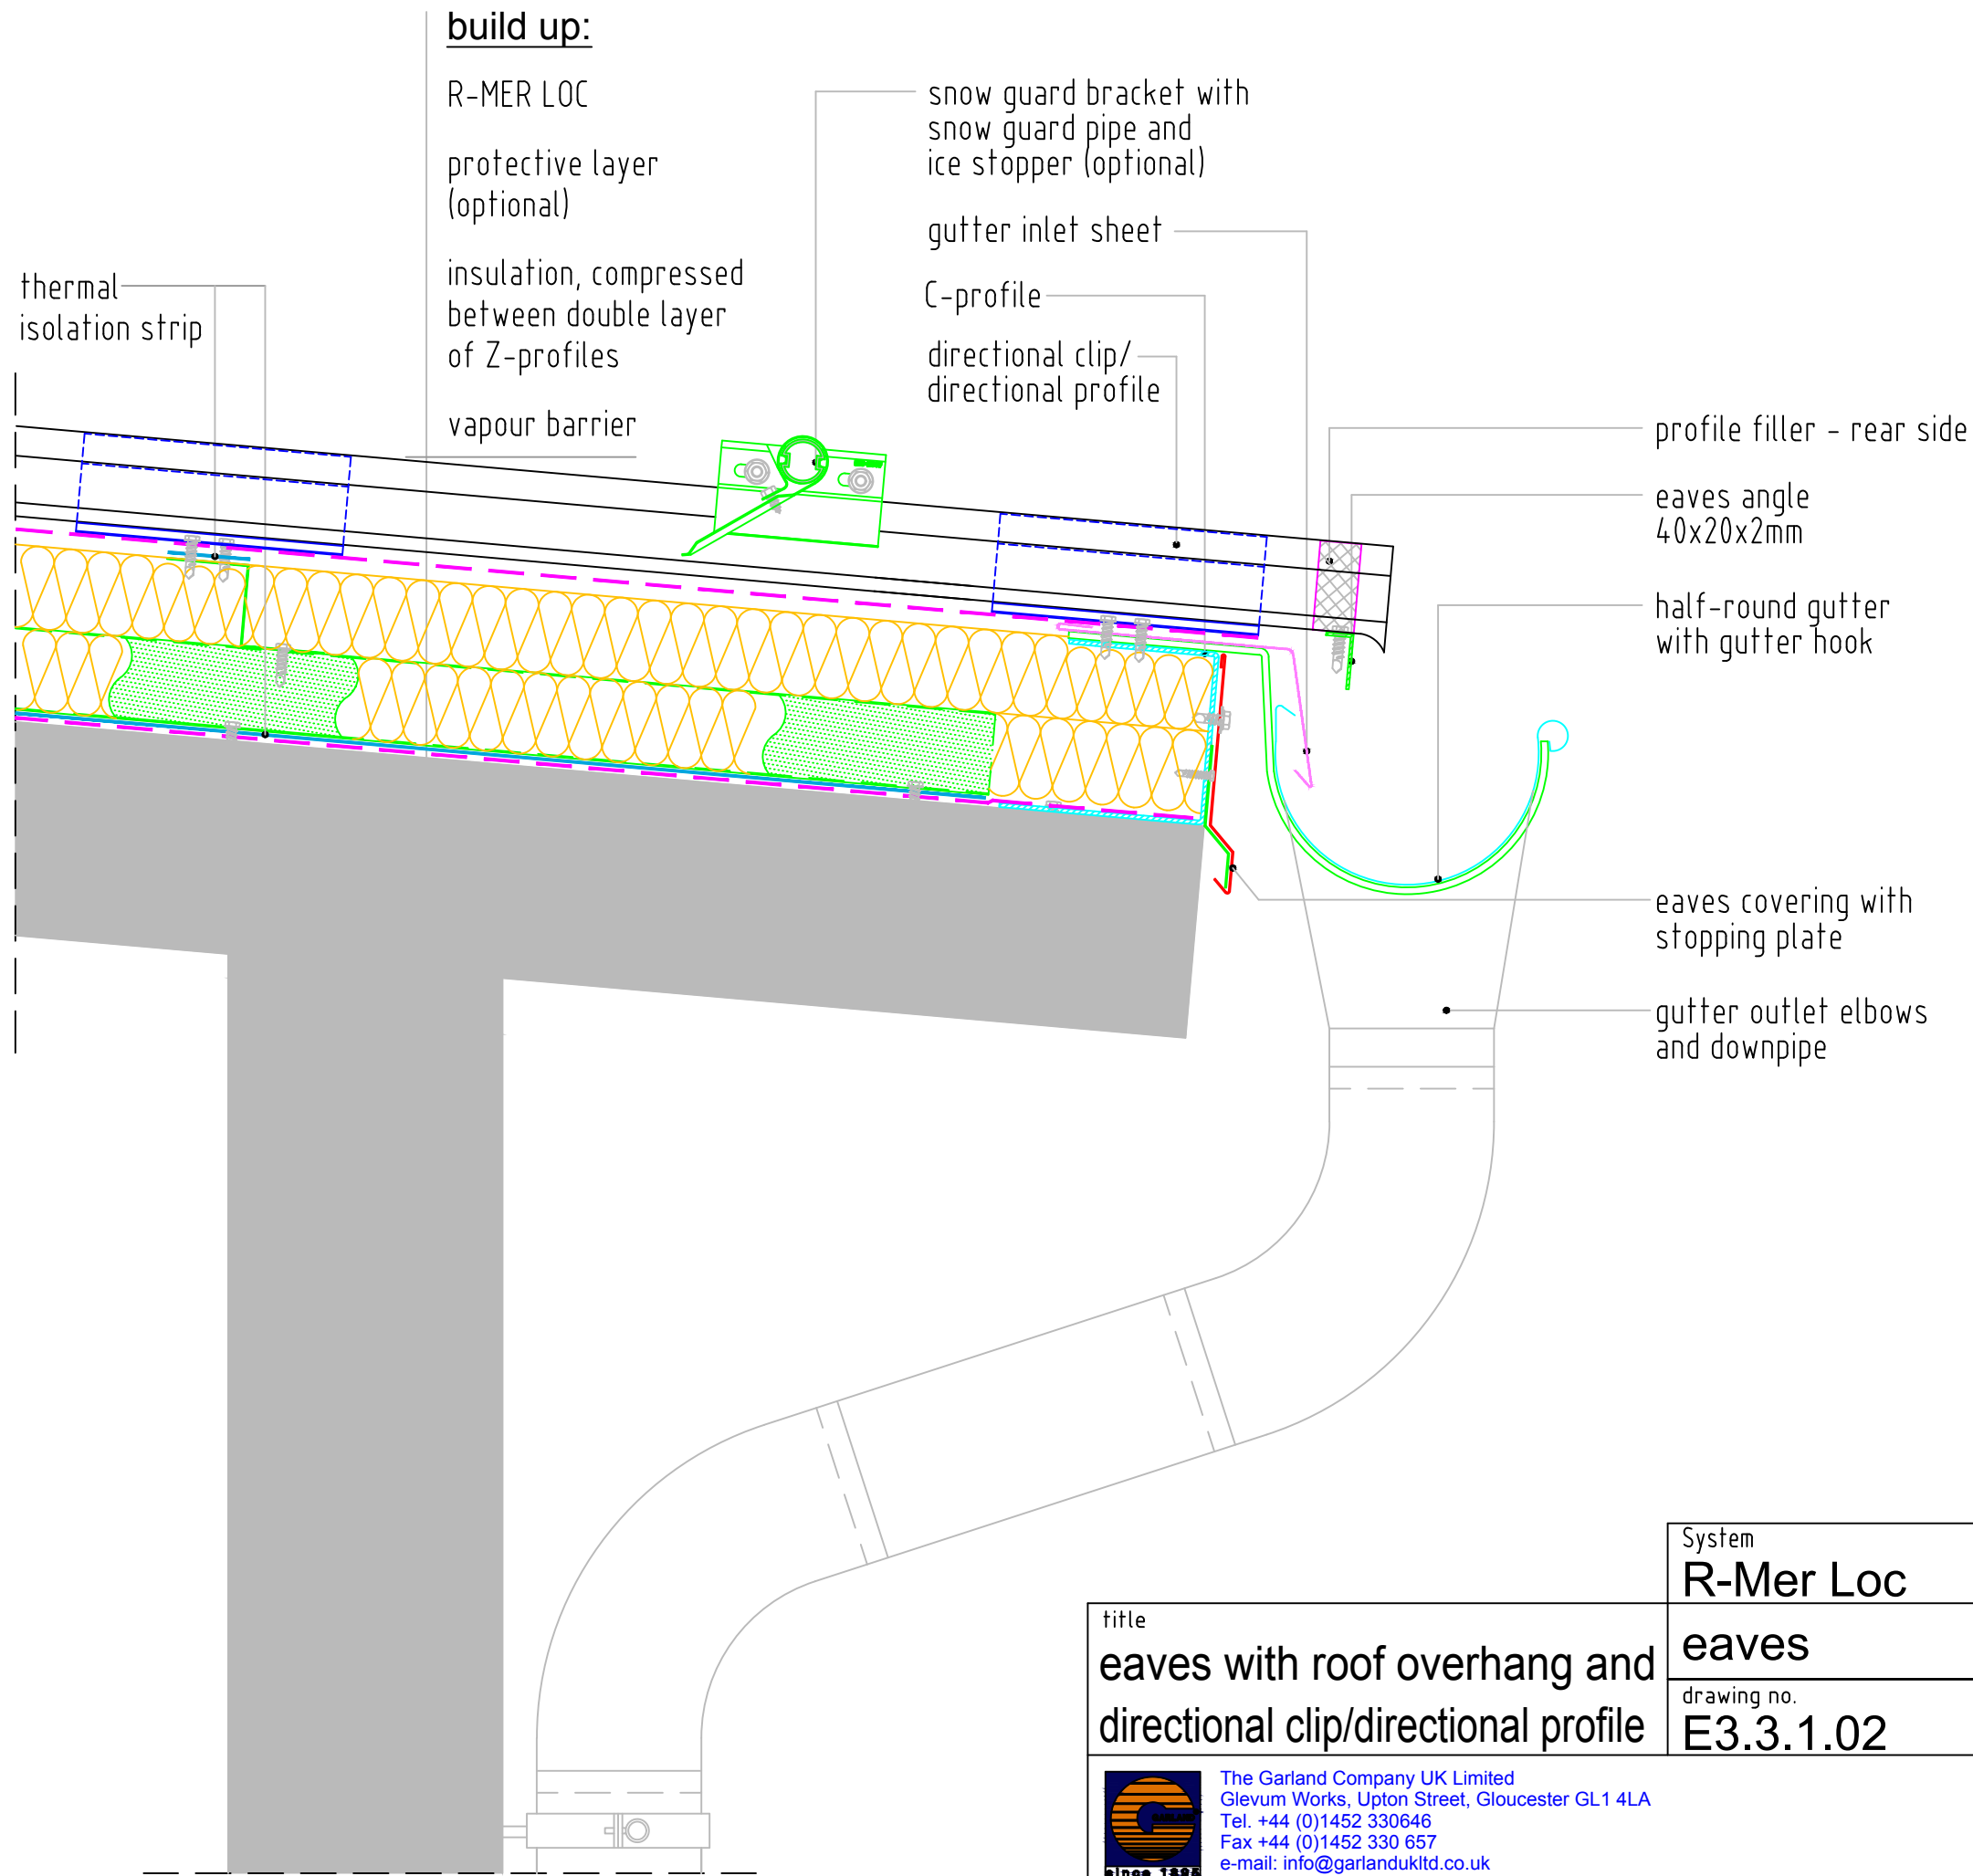 build up:
R-MER LOC
protective layer
(optional)
insulation, compressed
between double layer
of Z-profiles
vapour barrier
thermal
isolation strip
snow guard bracket with
snow guard pipe and
ice stopper (optional)
gutter inlet sheet
C-profile
directional clip/
directional profile
profile filler - rear side
eaves angle
40x20x2mm
half-round gutter
with gutter hook
eaves covering with
stopping plate
gutter outlet elbows
and downpipe
System
R-Mer Loc
title
eaves with roof overhang and
directional clip/directional profile
eaves
drawing no.
E3.3.1.02
The Garland Company UK Limited
Glevum Works, Upton Street, Gloucester GL1 4LA
Tel. +44 (0)1452 330646
Fax +44 (0)1452 330 657
e-mail: info@garlandukltd.co.uk
GARLAND
since 1895